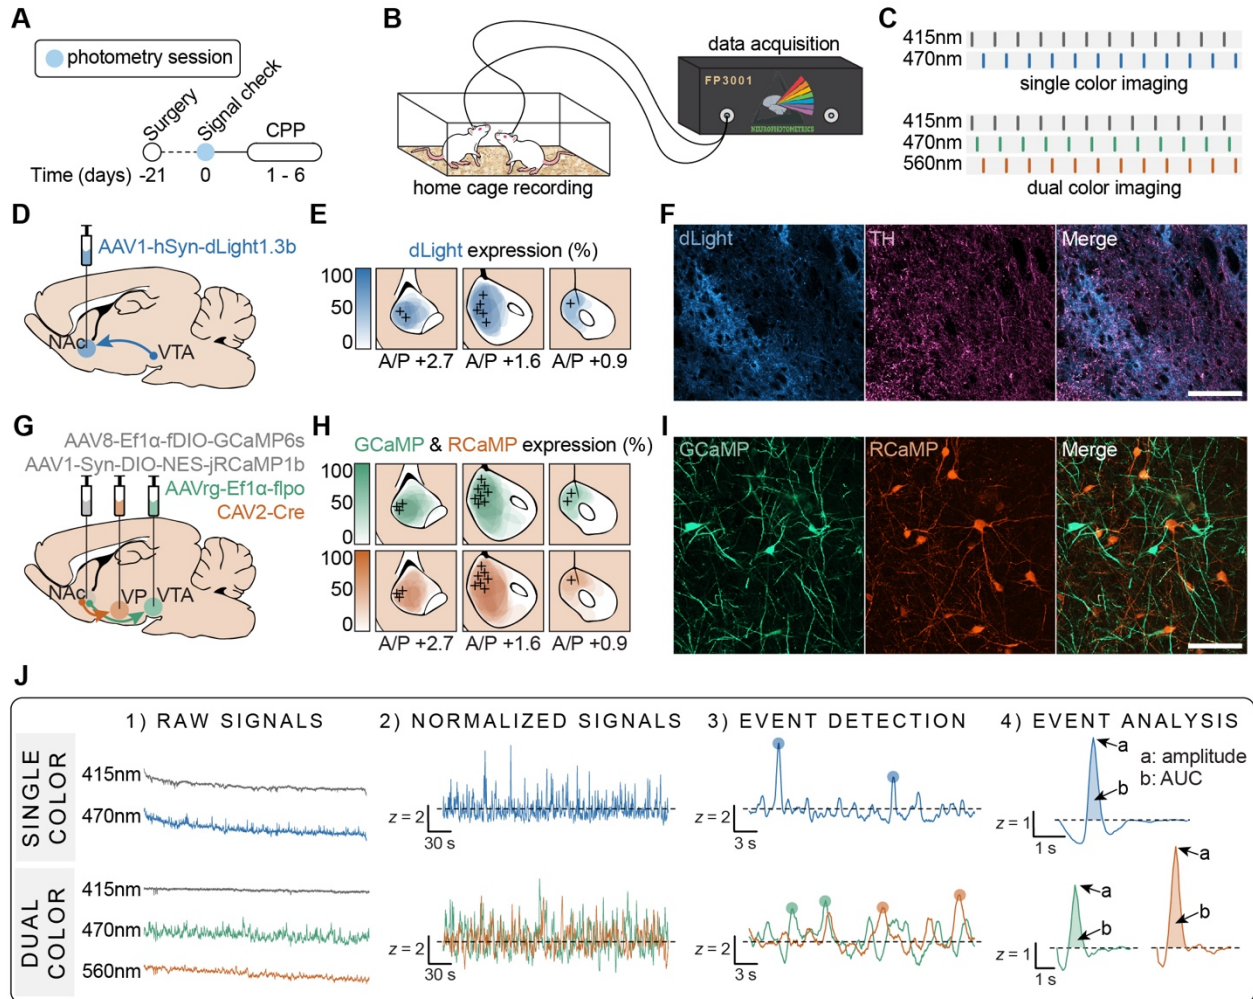 A
photometry session
Surgery
Signal check
CPP
Time (days) -21 0 1 - 6
B
data acquisition
FP3001
NEUROPHOTOMETRICS
home cage recording
C
415nm
470nm
single color imaging
415nm
470nm
560nm
dual color imaging
D
AAV1-hSyn-dLight1.3b
NAc
VTA
E
dLight expression (%)
100
50
0
A/P +2.7 A/P +1.6 A/P +0.9
F
dLight TH Merge
G
AAV8-Ef1α-fDIO-GCaMP6s
AAV1-Syn-DIO-NES-jRCaMP1b
AAVrg-Ef1α-flpo
CAV2-Cre
NAc VP VTA
H
GCaMP & RCaMP expression (%)
100
50
0
100
50
0
A/P +2.7 A/P +1.6 A/P +0.9
I
GCaMP RCaMP Merge
J
1) RAW SIGNALS 2) NORMALIZED SIGNALS 3) EVENT DETECTION 4) EVENT ANALYSIS
SINGLE
COLOR
415nm
470nm
z = 2
30 s
z = 2
3 s
a
a: amplitude
b: AUC
b
z = 1
1 s
DUAL
COLOR
415nm
470nm
560nm
z = 2
30 s
z = 2
3 s
a
b
a
b
z = 1
1 s